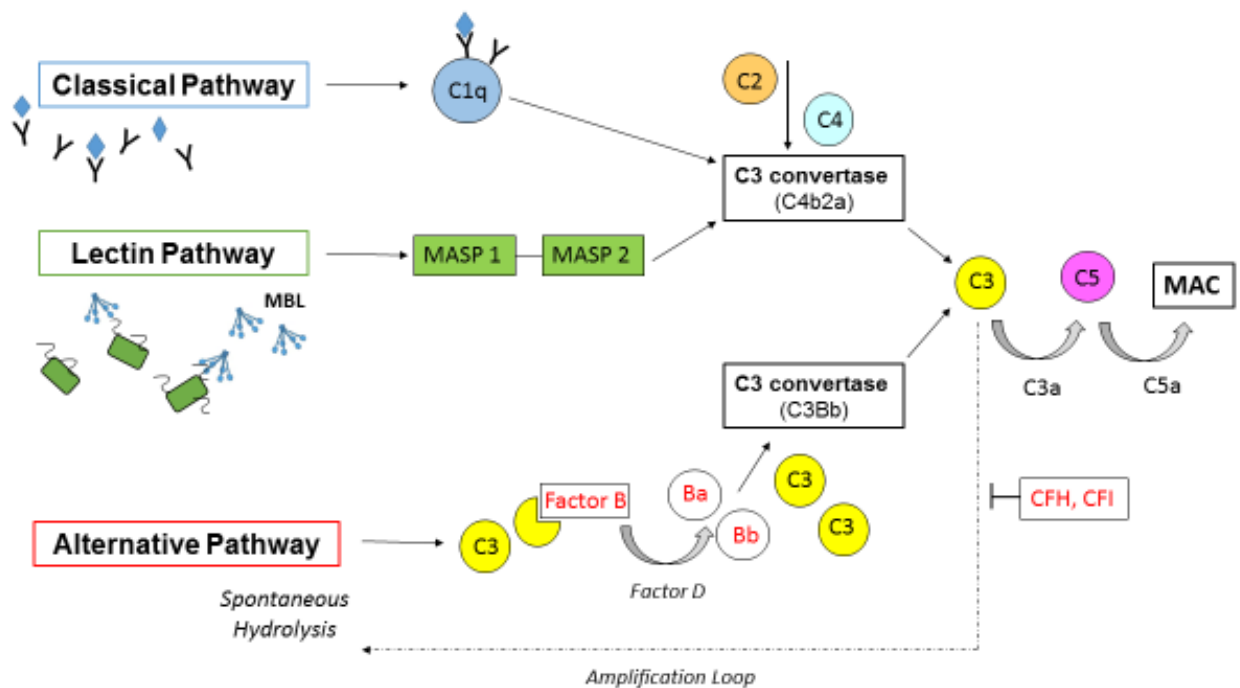 Classical Pathway
C1q
C2
C4
C3 convertase
(C4b2a)
Lectin Pathway
MASP 1
MASP 2
MBL
C3
C5
MAC
C3a
C5a
C3 convertase
(C3Bb)
Alternative Pathway
C3
Factor B
Ba
Bb
C3
C3
CFH, CFI
Factor D
Spontaneous
Hydrolysis
Amplification Loop